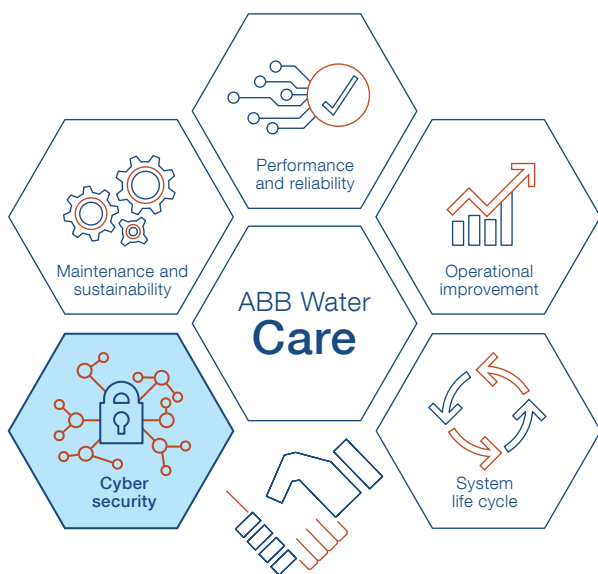 Performance
and reliability
Maintenance and
sustainability
Operational
improvement
ABB Water
Care
Cyber
security
System
life cycle